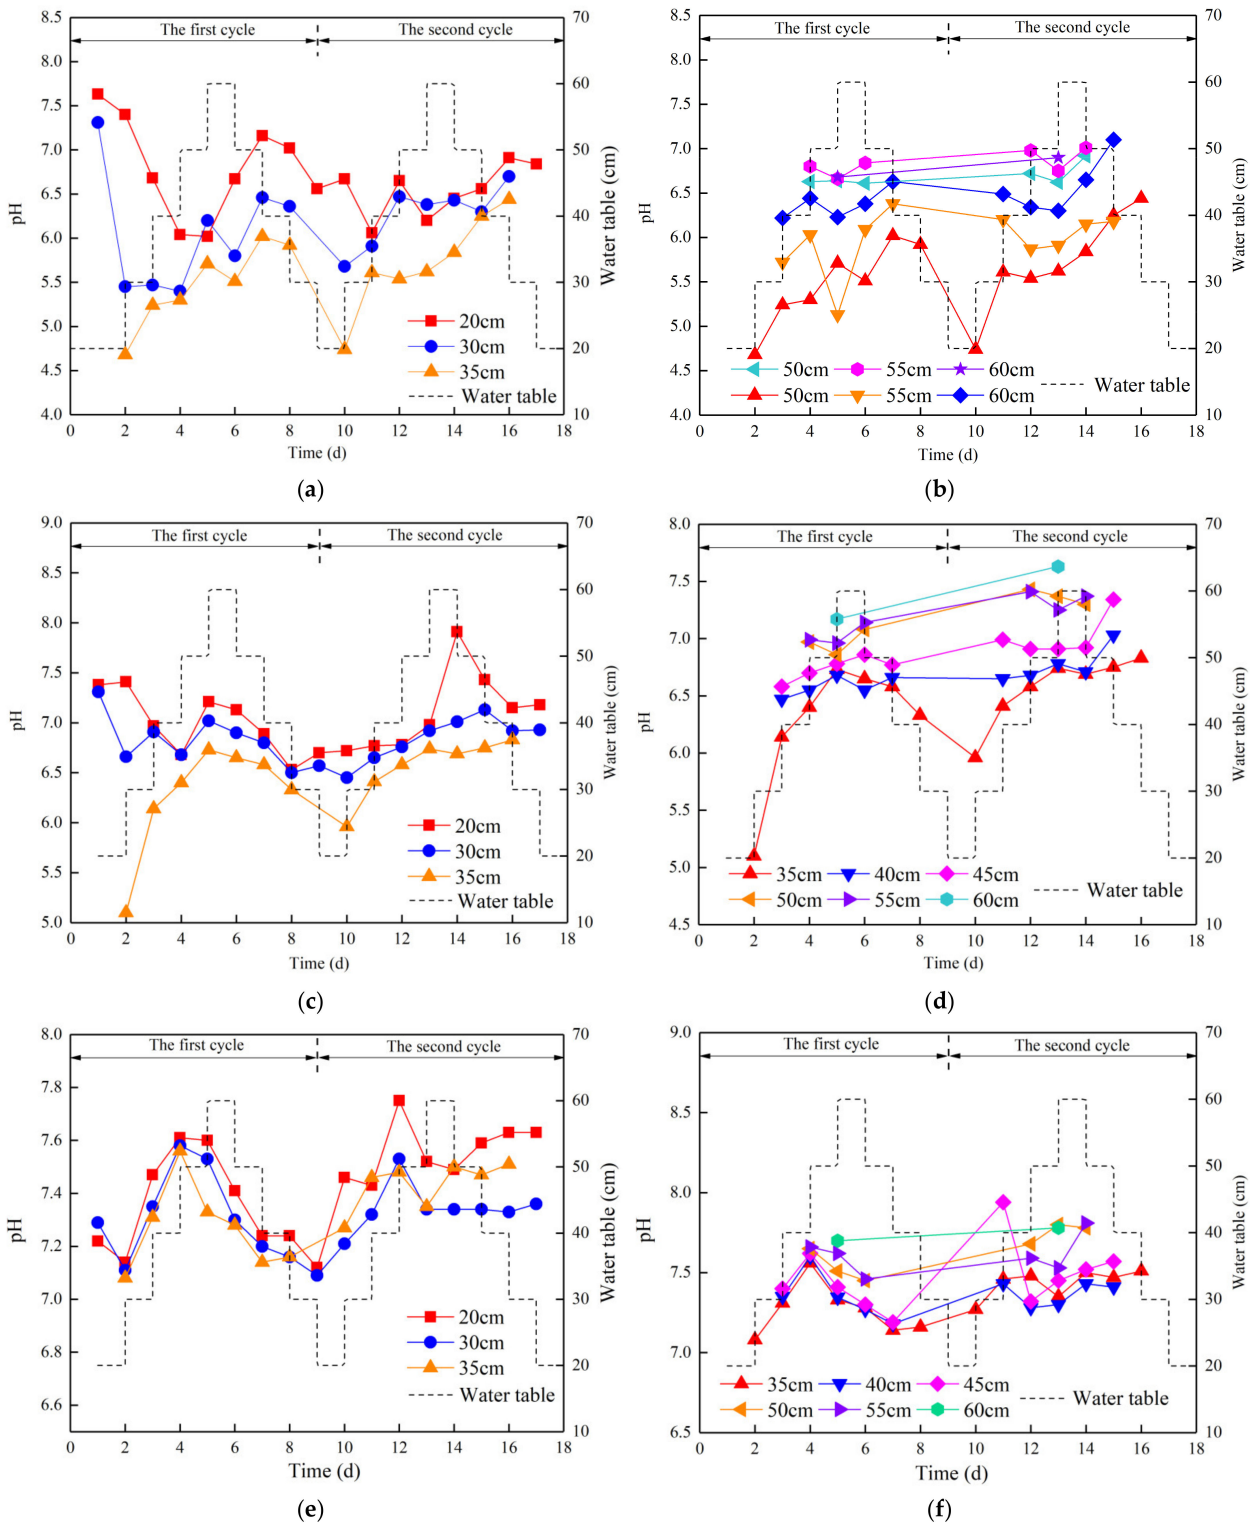 The first cycle
The second cycle
8.5
8.0
7.5
7.0
6.5
6.0
5.5
5.0
4.5
4.0
pH
70
60
50
40
30
20
10
Water table (cm)
20cm
30cm
35cm
Water table
0 2 4 6 8 10 12 14 16 18
Time (d)
(a)
The first cycle
The second cycle
8.5
8.0
7.5
7.0
6.5
6.0
5.5
5.0
4.5
4.0
pH
70
60
50
40
30
20
10
Water table (cm)
50cm 55cm 60cm
50cm 55cm 60cm
Water table
0 2 4 6 8 10 12 14 16 18
Time (d)
(b)
The first cycle
The second cycle
9.0
8.5
8.0
7.5
7.0
6.5
6.0
5.5
5.0
pH
70
60
50
40
30
20
10
Water table (cm)
20cm
30cm
35cm
Water table
0 2 4 6 8 10 12 14 16 18
Time (d)
(c)
The first cycle
The second cycle
8.0
7.5
7.0
6.5
6.0
5.5
5.0
4.5
pH
70
60
50
40
30
20
10
Water table (cm)
35cm 40cm 45cm
50cm 55cm 60cm
Water table
0 2 4 6 8 10 12 14 16 18
Time (d)
(d)
The first cycle
The second cycle
8.0
7.8
7.6
7.4
7.2
7.0
6.8
6.6
pH
70
60
50
40
30
20
10
Water table (cm)
20cm
30cm
35cm
Water table
0 2 4 6 8 10 12 14 16 18
Time (d)
(e)
The first cycle
The second cycle
9.0
8.5
8.0
7.5
7.0
6.5
pH
70
60
50
40
30
20
10
Water table (cm)
35cm 40cm 45cm
50cm 55cm 60cm
Water table
0 2 4 6 8 10 12 14 16 18
Time (d)
(f)